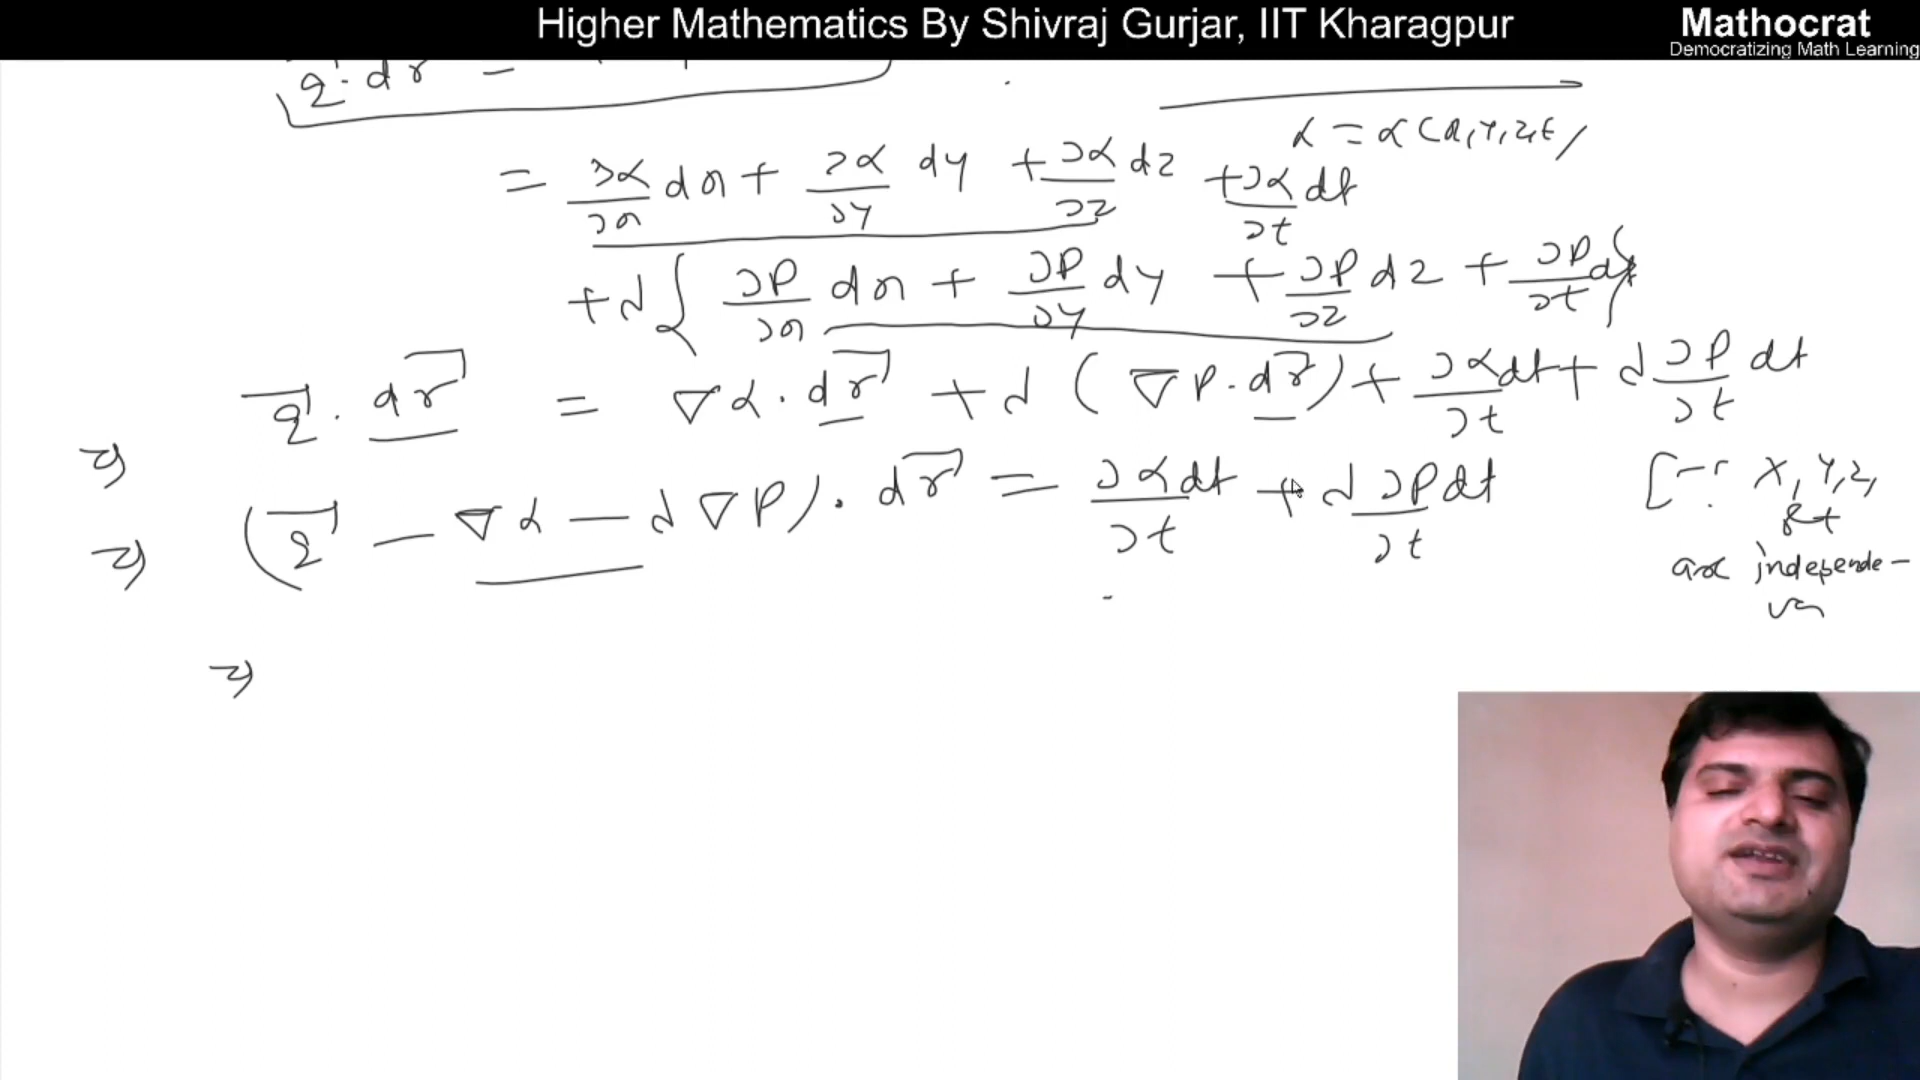 Higher Mathematics By Shivraj Gurjar, IIT Kharagpur
Mathocrat
Democratizing Math Learning
q⃗ · dr⃗ =
α = α(x, y, z, t)
= ∂α/∂x dx + ∂α/∂y dy + ∂α/∂z dz + ∂α/∂t dt
+ λ { ∂β/∂x dx + ∂β/∂y dy + ∂β/∂z dz + ∂β/∂t dt }
⇒ q⃗ · dr⃗ = ∇α · dr⃗ + λ (∇β · dr⃗) + ∂α/∂t dt + λ ∂β/∂t dt
⇒ (q⃗ − ∇α − λ∇β) · dr⃗ = ∂α/∂t dt + λ ∂β/∂t dt
[∵ x, y, z,
& t
are independe-
var
⇒